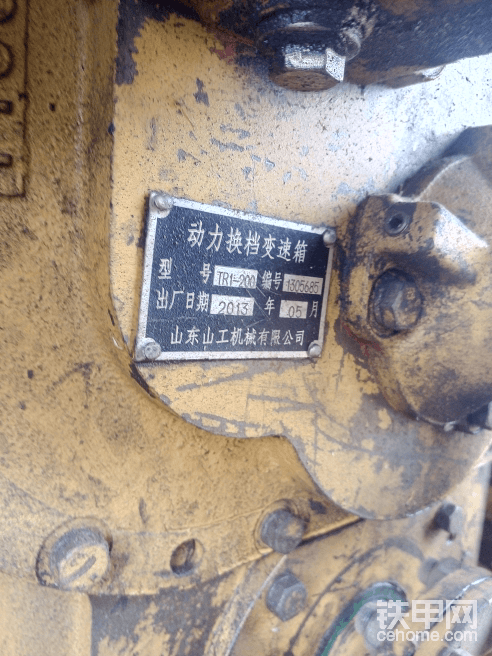 动力换档变速箱
型号 TR1-200 编号 1305685
出厂日期 2013 年 05 月
山东山工机械有限公司
铁甲网
cehome.com